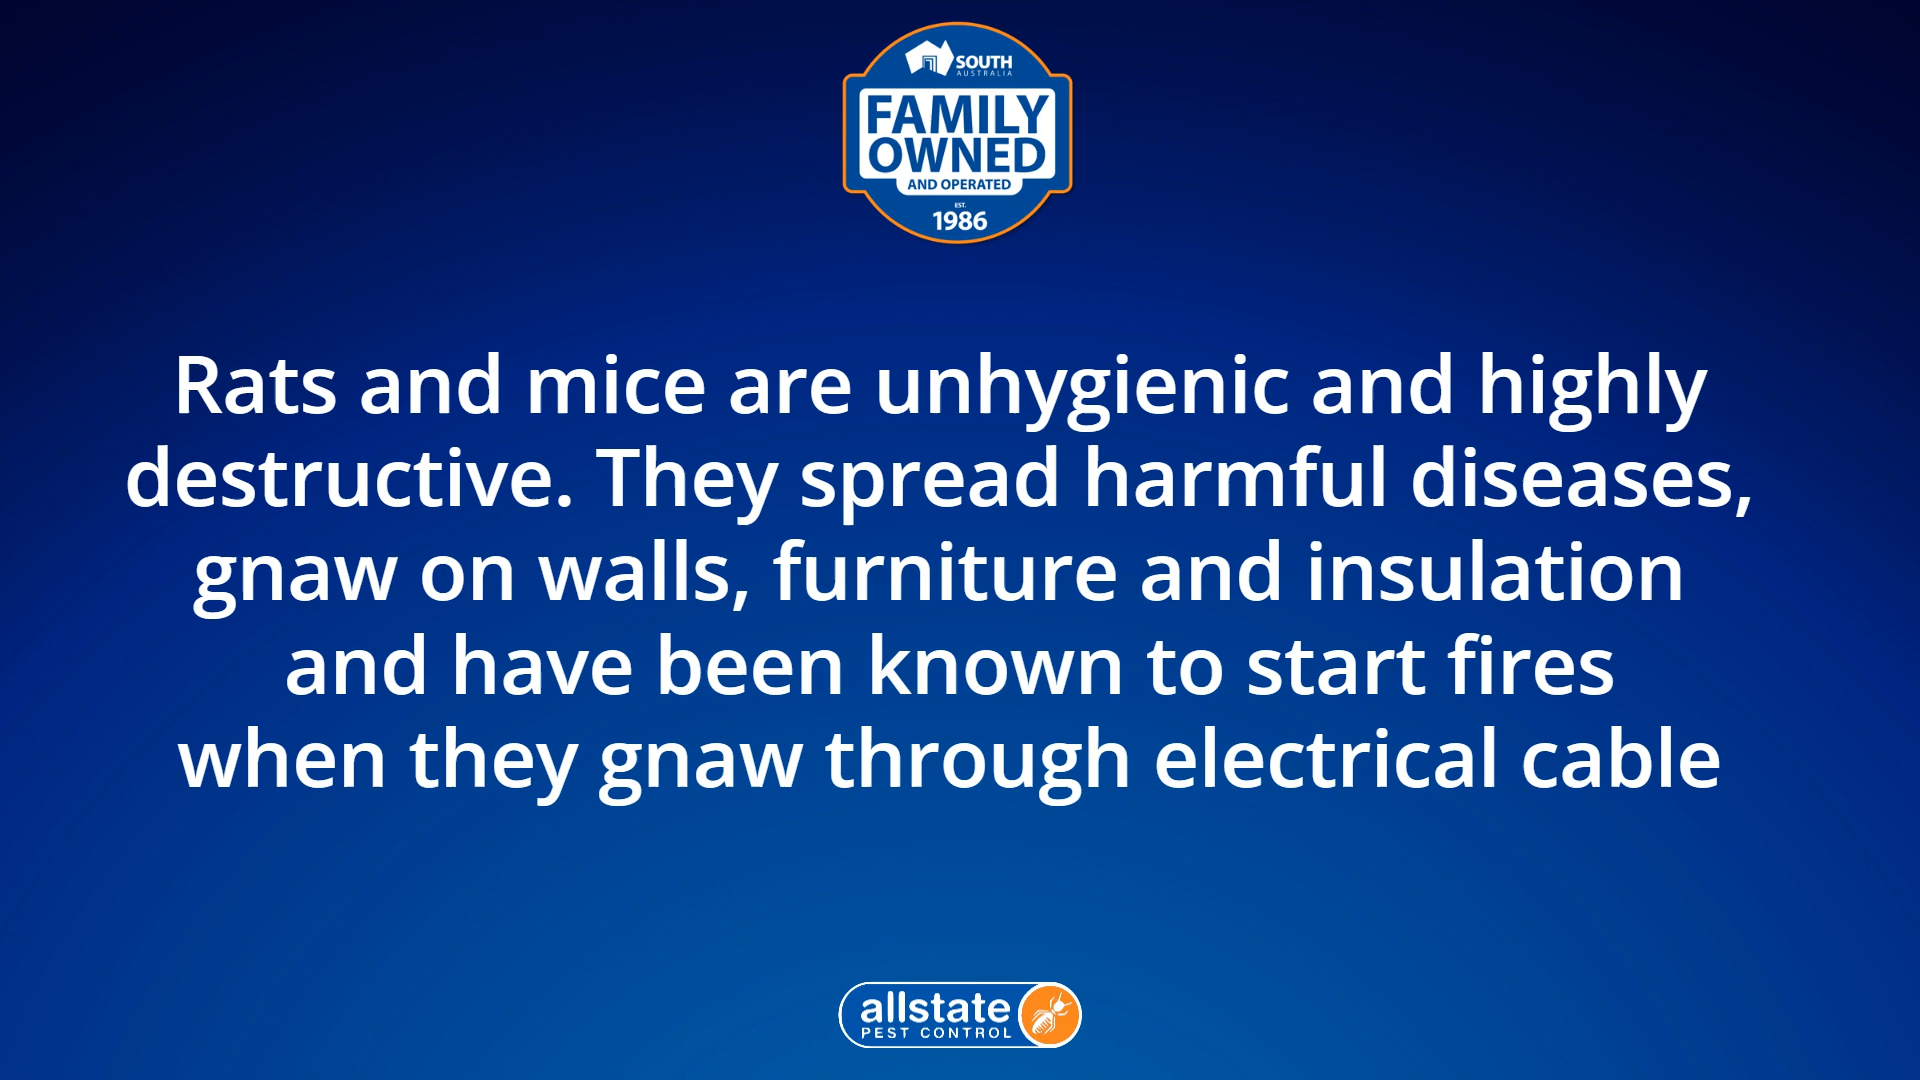 SOUTH
AUSTRALIA
FAMILY
OWNED
AND OPERATED
EST.
1986
Rats and mice are unhygienic and highly
destructive. They spread harmful diseases,
gnaw on walls, furniture and insulation
and have been known to start fires
when they gnaw through electrical cable
allstate
PEST CONTROL